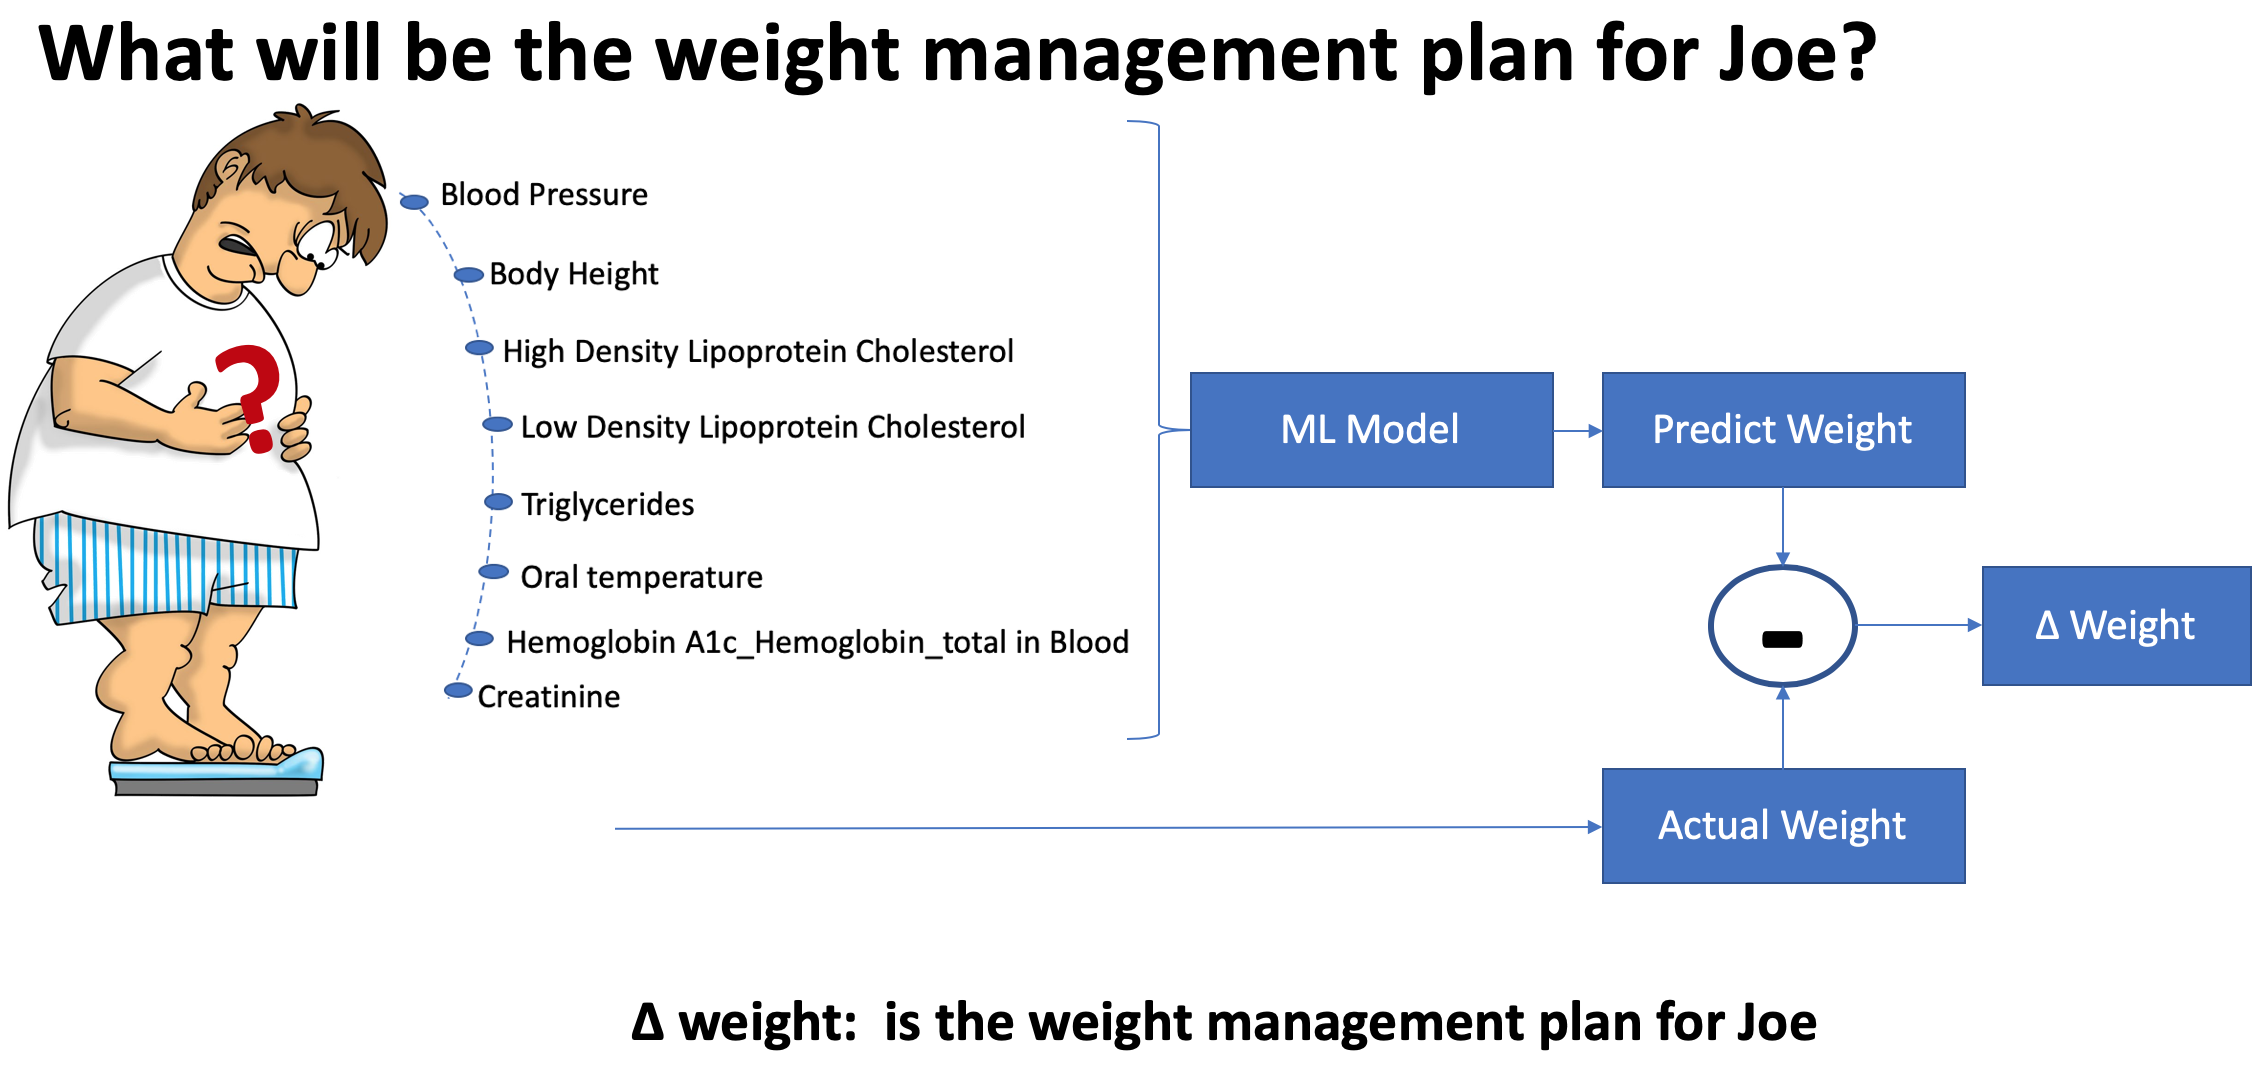 What will be the weight management plan for Joe?
Blood Pressure
Body Height
High Density Lipoprotein Cholesterol
Low Density Lipoprotein Cholesterol
Triglycerides
Oral temperature
Hemoglobin A1c_Hemoglobin_total in Blood
Creatinine
?
ML Model
Predict Weight
-
Δ Weight
Actual Weight
Δ weight:  is the weight management plan for Joe